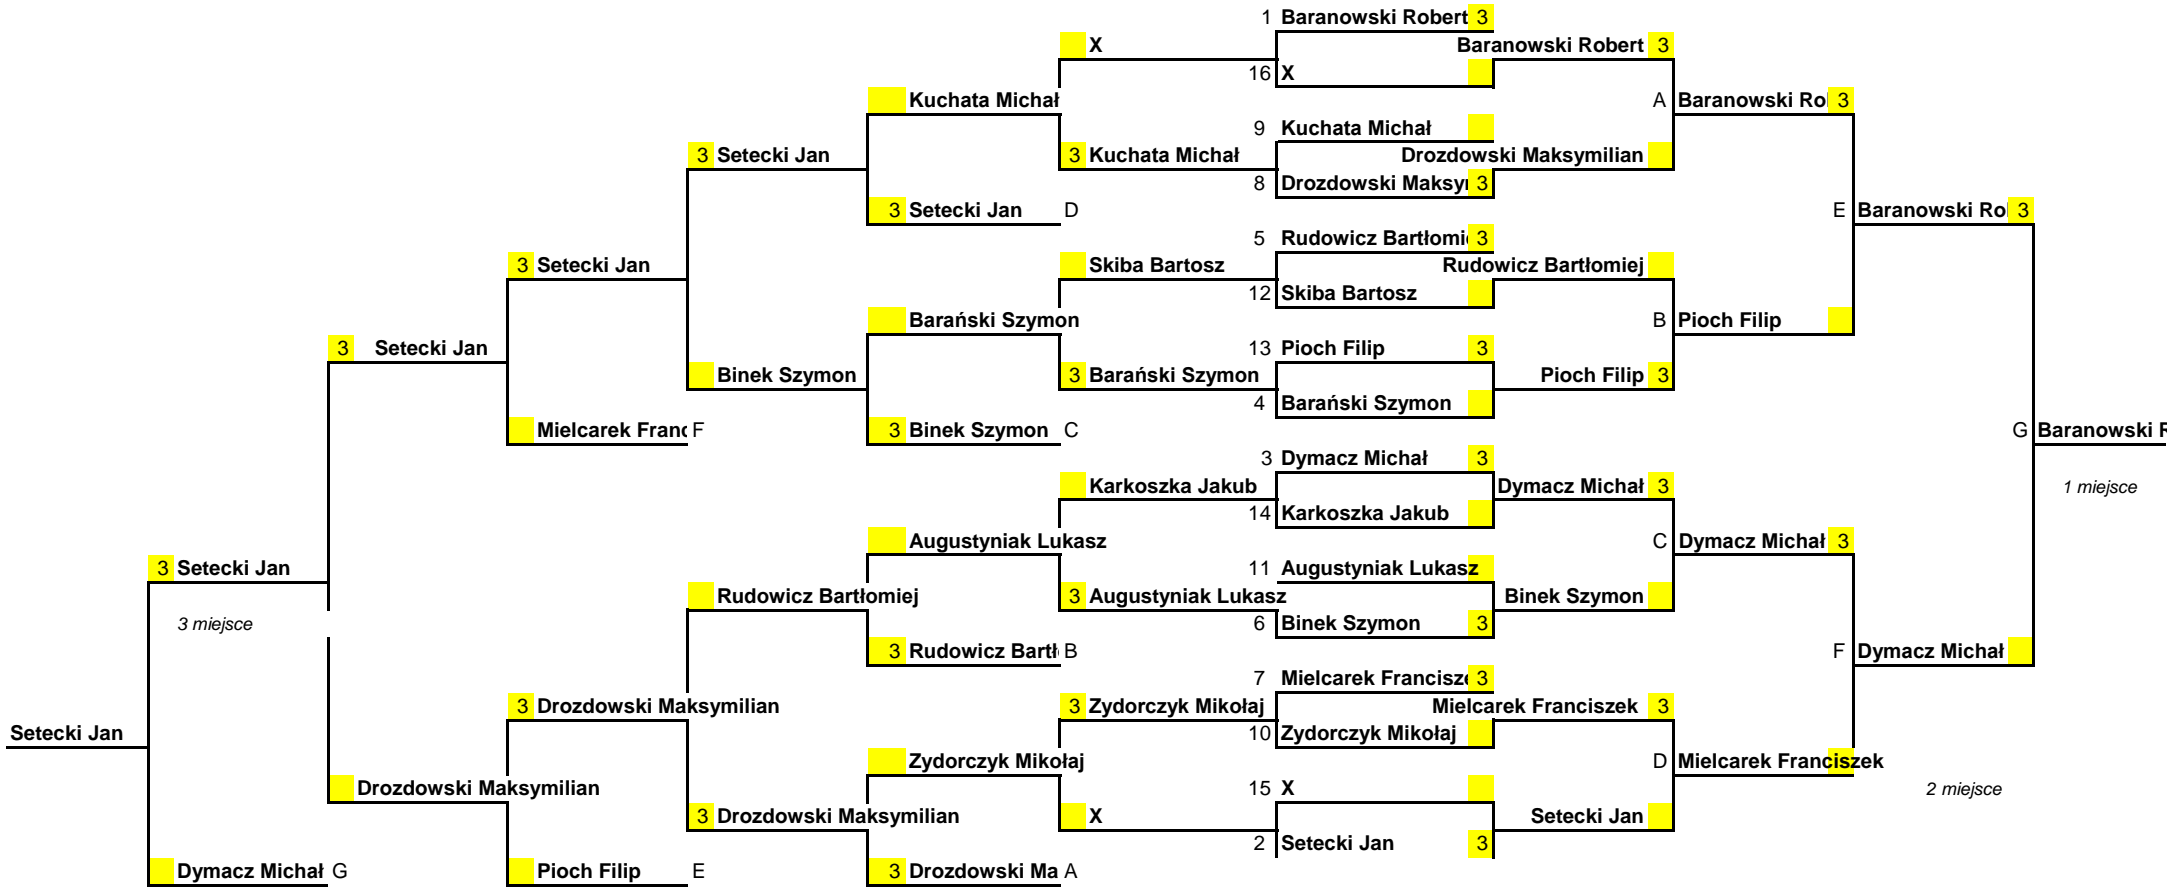 1 Baranowski Robert 3
X
Baranowski Robert 3
16 X
Kuchata Michał
A Baranowski Ro 3
9 Kuchata Michał
3 Setecki Jan
3 Kuchata Michał
Drozdowski Maksymilian
8 Drozdowski Maksy 3
3 Setecki Jan D
E Baranowski Ro 3
5 Rudowicz Bartłomi 3
3 Setecki Jan
Skiba Bartosz
Rudowicz Bartłomiej
12 Skiba Bartosz
Barański Szymon
B Pioch Filip
3 Setecki Jan
13 Pioch Filip 3
Binek Szymon
3 Barański Szymon
Pioch Filip 3
4 Barański Szymon
Mielcarek Franc F
3 Binek Szymon C
G Baranowski R
3 Dymacz Michał 3
Karkoszka Jakub
Dymacz Michał 3
1 miejsce
14 Karkoszka Jakub
Augustyniak Lukasz
C Dymacz Michał 3
3 Setecki Jan
11 Augustyniak Lukasz
Rudowicz Bartłomiej
3 Augustyniak Lukasz
Binek Szymon
3 miejsce
6 Binek Szymon 3
3 Rudowicz Bartł B
F Dymacz Michał
7 Mielcarek Francisze 3
3 Drozdowski Maksymilian
3 Zydorczyk Mikołaj
Mielcarek Franciszek 3
Setecki Jan
10 Zydorczyk Mikołaj
Zydorczyk Mikołaj
D Mielcarek Franciszek
Drozdowski Maksymilian
15 X
2 miejsce
3 Drozdowski Maksymilian
X
Setecki Jan
2 Setecki Jan 3
Dymacz Michał G
Pioch Filip E
3 Drozdowski Ma A